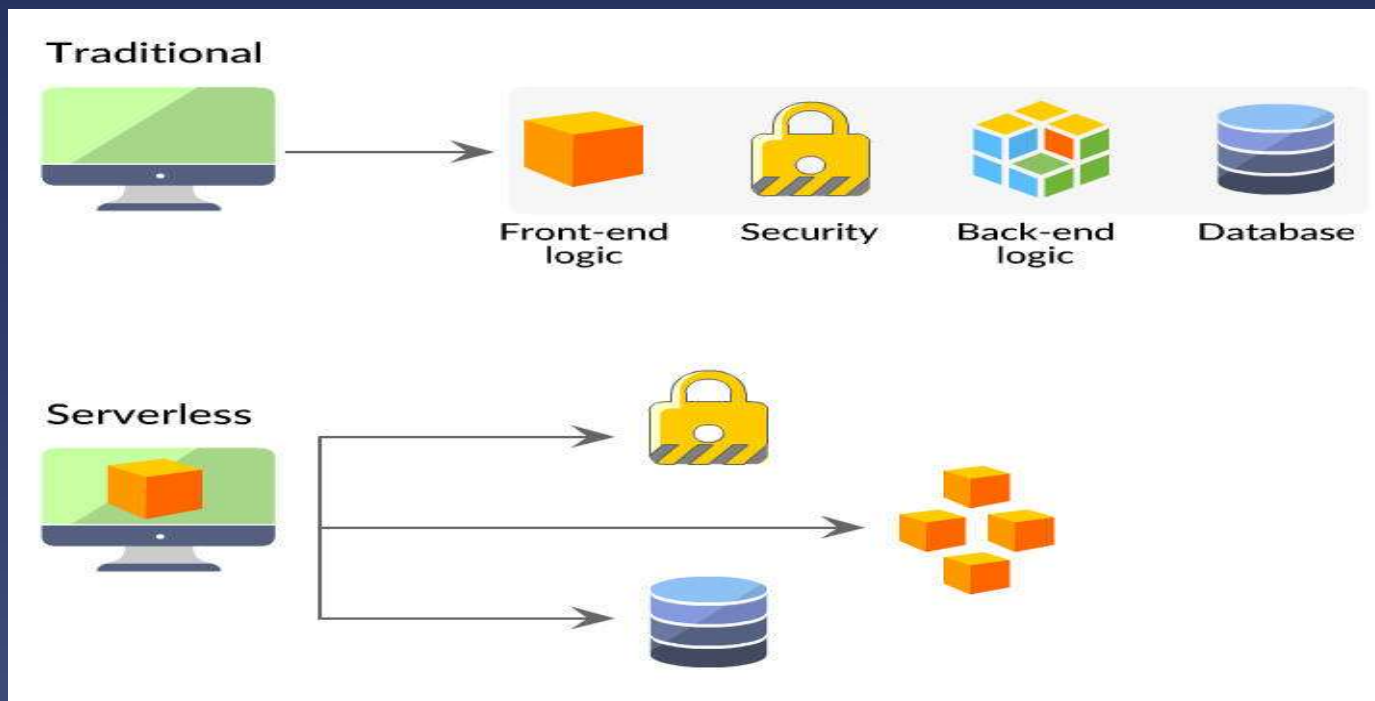 Traditional
Front-end
logic
Security
Back-end
logic
Database
Serverless